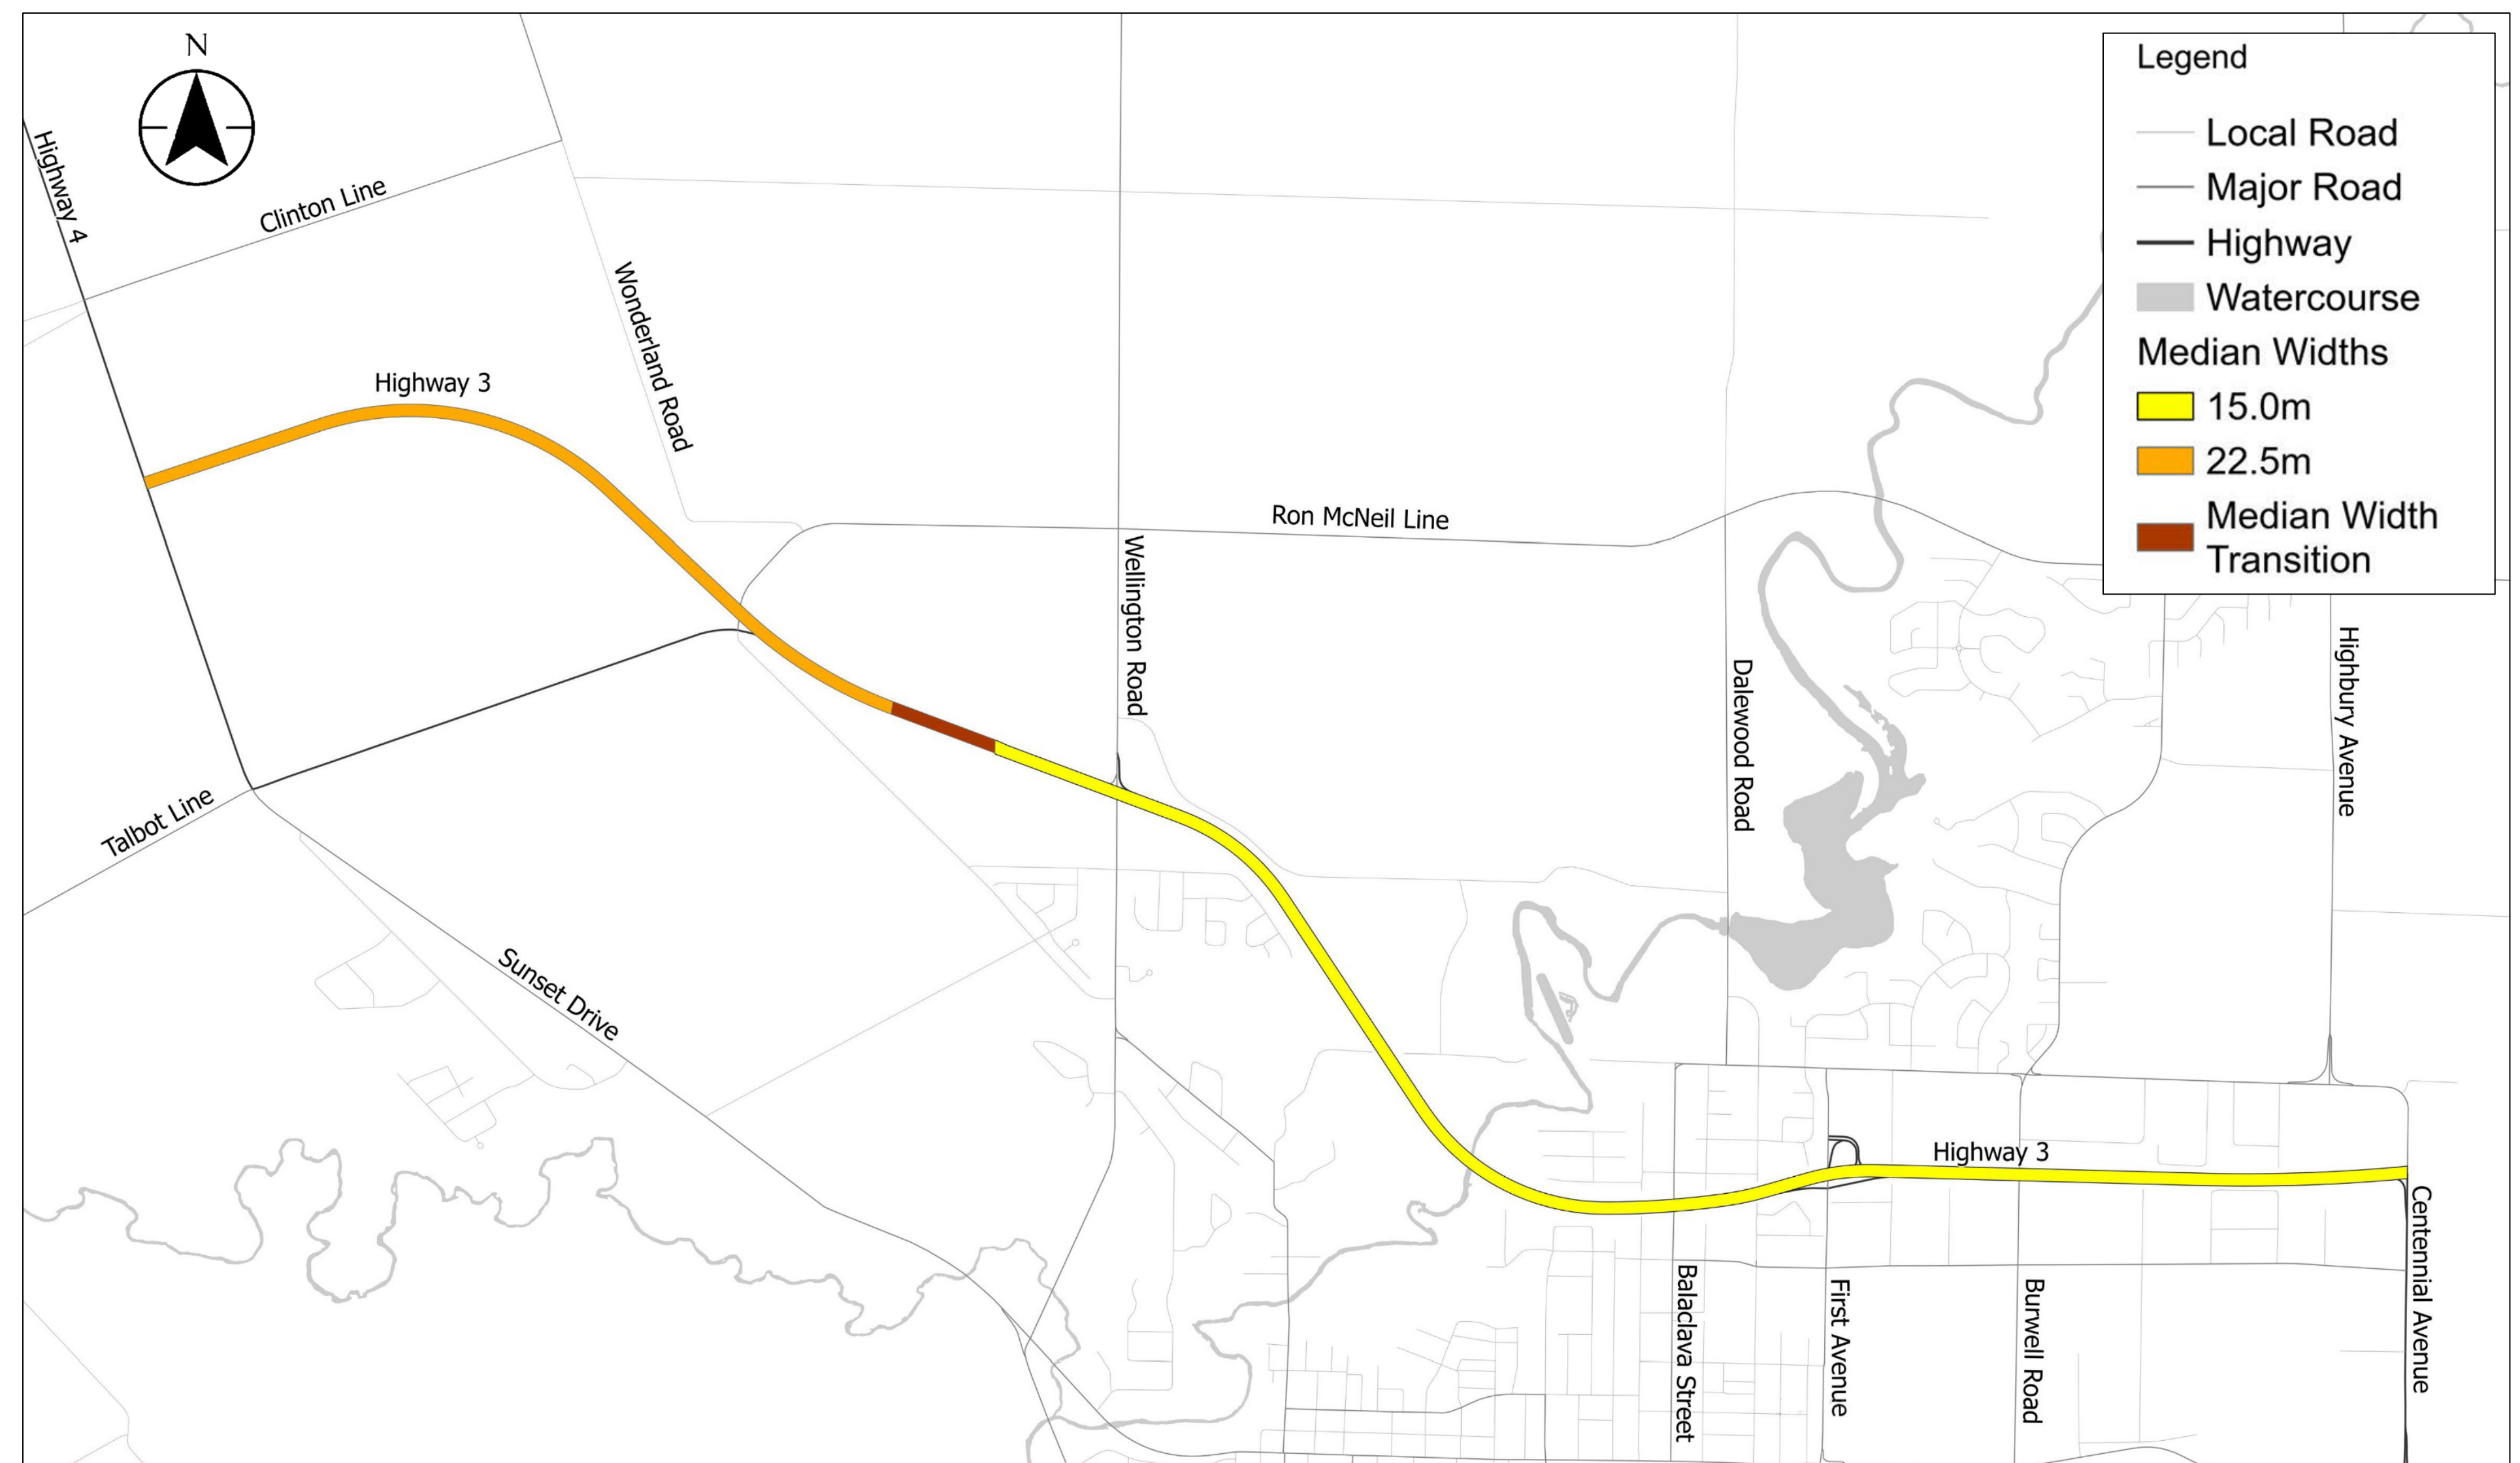 N
Legend
Local Road
Major Road
Highway
Watercourse
Median Widths
15.0m
22.5m
Median Width
Transition
Highway 4
Clinton Line
Wonderland Road
Highway 3
Ron McNeil Line
Wellington Road
Dalewood Road
Highbury Avenue
Talbot Line
Sunset Drive
Highway 3
Centennial Avenue
Balaclava Street
First Avenue
Burwell Road